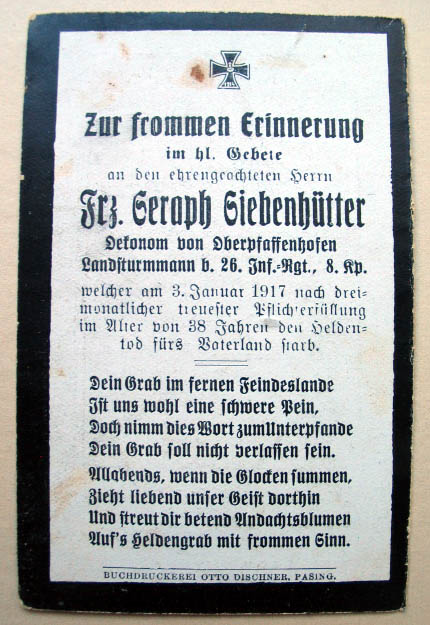 Zur frommen Erinnerung
im hl. Gebete
an den ehrengeachteten Herrn
Frz. Seraph Siebenhütter
Oekonom von Oberpfaffenhofen
Landsturmmann b. 26. Inf.-Rgt., 8. Kp.
welcher am 3. Januar 1917 nach drei-
monatlicher treuester Pflichterfüllung
im Alter von 38 Jahren den Helden-
tod fürs Vaterland starb.
Dein Grab im fernen Feindeslande
Ist uns wohl eine schwere Pein,
Doch nimm dies Wort zum Unterpfande
Dein Grab soll nicht verlassen sein.
Allabends, wenn die Glocken summen,
Zieht liebend unser Geist dorthin
Und streut dir betend Andachtsblumen
Auf's Heldengrab mit frommen Sinn.
BUCHDRUCKEREI OTTO DISCHNER, PASING.